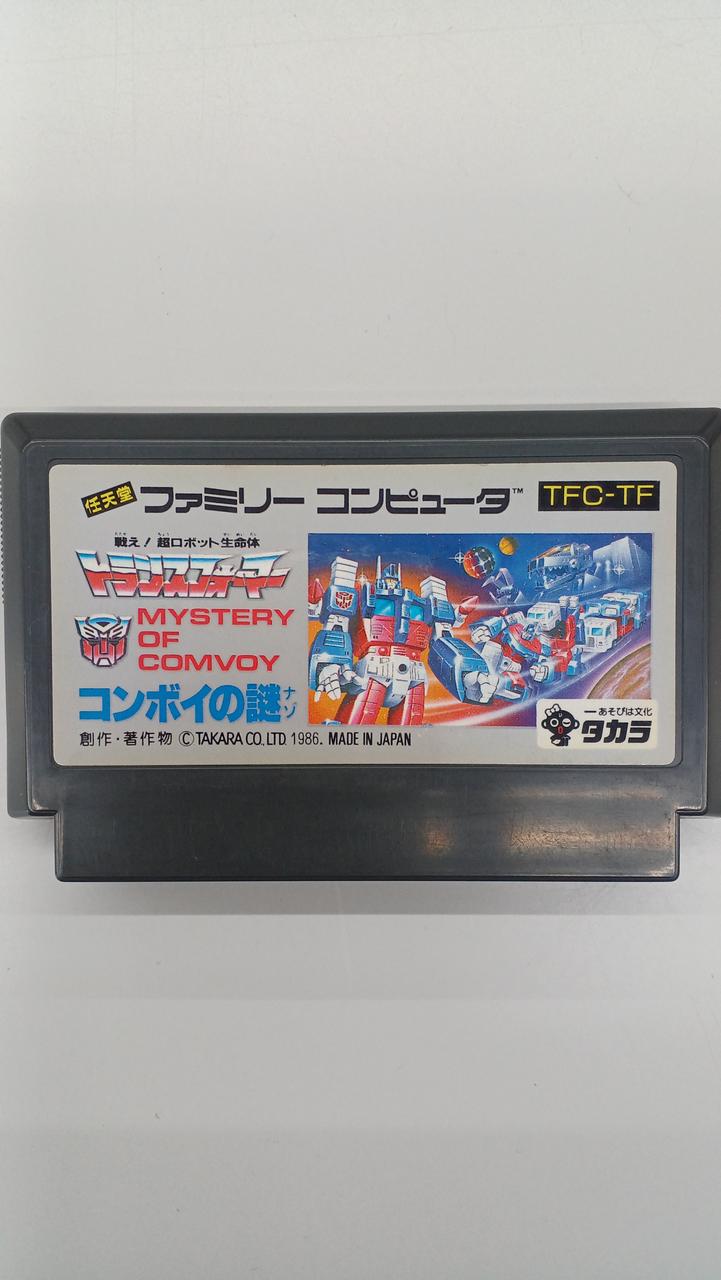 任天堂 ファミリー コンピュータ™ TFC-TF
戦え!超ロボット生命体
トランスフォーマー
MYSTERY
OF
COMVOY
コンボイの謎
ナゾ
創作・著作物 ©TAKARA CO., LTD. 1986. MADE IN JAPAN
—あそびは文化
タカラ